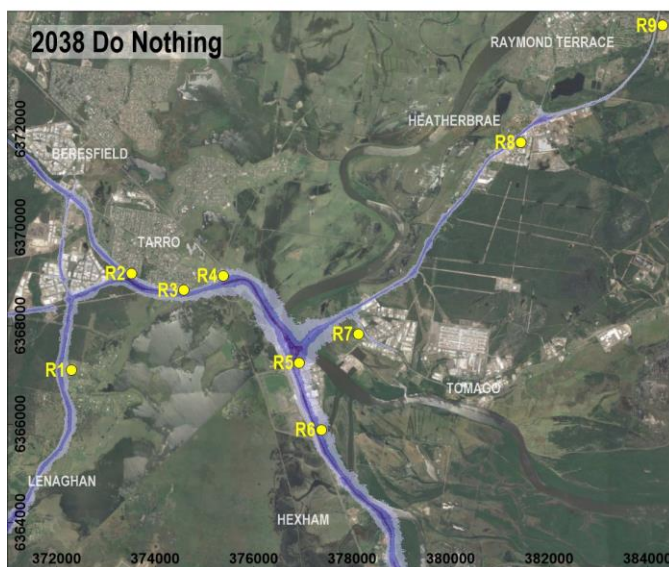 2038 Do Nothing
R9
RAYMOND TERRACE
HEATHERBRAE
R8
BERESFIELD
TARRO
R2
R3
R4
R7
R5
R1
TOMAGO
R6
LENAGHAN
HEXHAM
6372000
6370000
6368000
6366000
6364000
372000 374000 376000 378000 380000 382000 384000